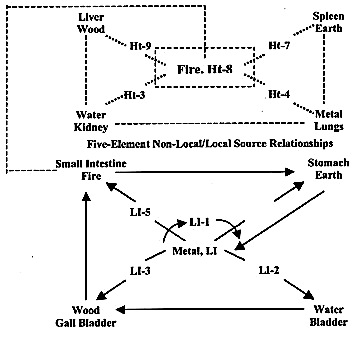 Liver
Wood
Spleen
Earth
Ht-9
Ht-7
Fire, Ht-8
Ht-3
Ht-4
Water
Kidney
Metal
Lungs
Five-Element Non-Local/Local Source Relationships
Small Intestine
Fire
Stomach
Earth
LI-5
LI-1
Metal, LI
LI-3
LI-2
Wood
Gall Bladder
Water
Bladder